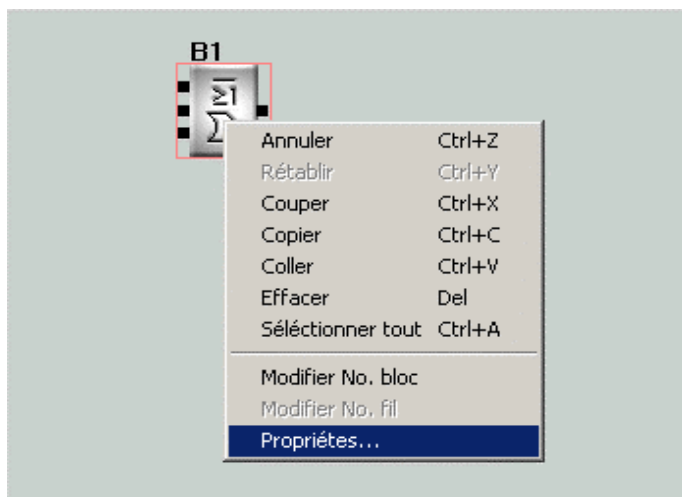 B1
≥1
Annuler Ctrl+Z
Rétablir Ctrl+Y
Couper Ctrl+X
Copier Ctrl+C
Coller Ctrl+V
Effacer Del
Séléctionner tout Ctrl+A
Modifier No. bloc
Modifier No. fil
Propriétes...